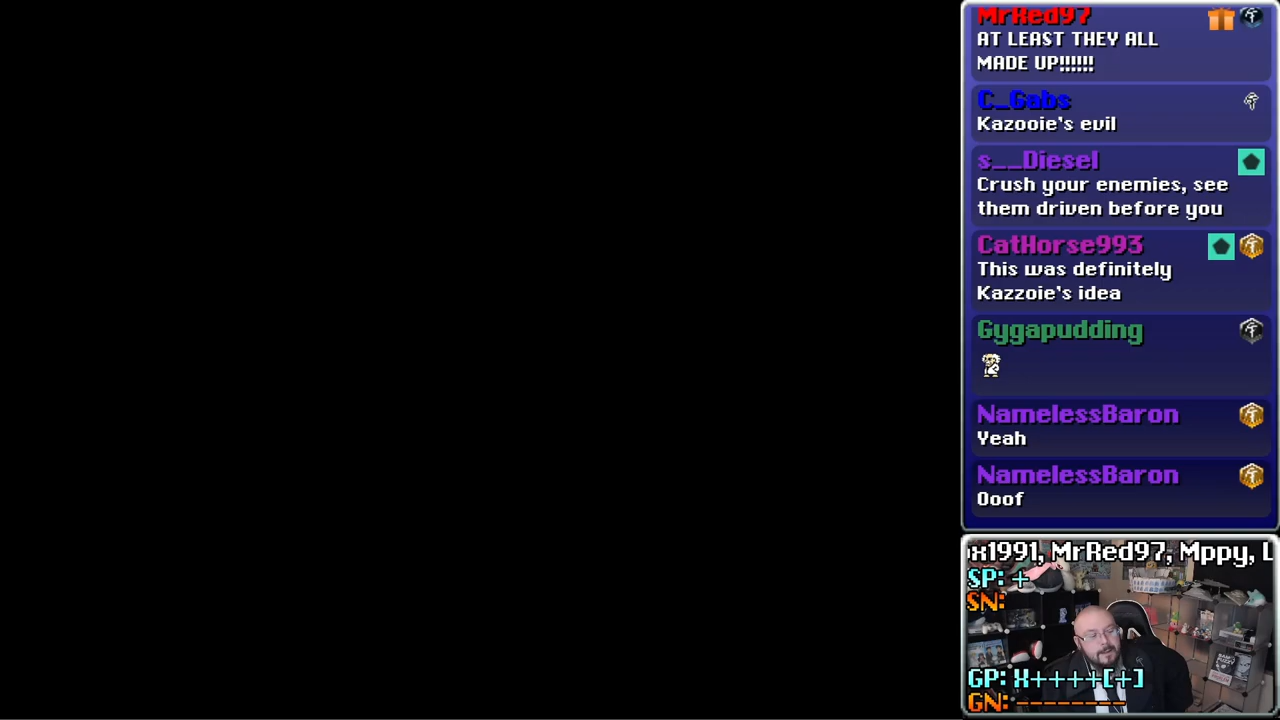 MrRed97
AT LEAST THEY ALL
MADE UP!!!!!!
C_Gabs
Kazooie's evil
s__Diesel
Crush your enemies, see
them driven before you
CatHorse993
This was definitely
Kazzoie's idea
Gygapudding
NamelessBaron
Yeah
NamelessBaron
Ooof
x1991, MrRed97, Mppy, L
SP: +
SN:
GP: X++++[+]
GN: --------